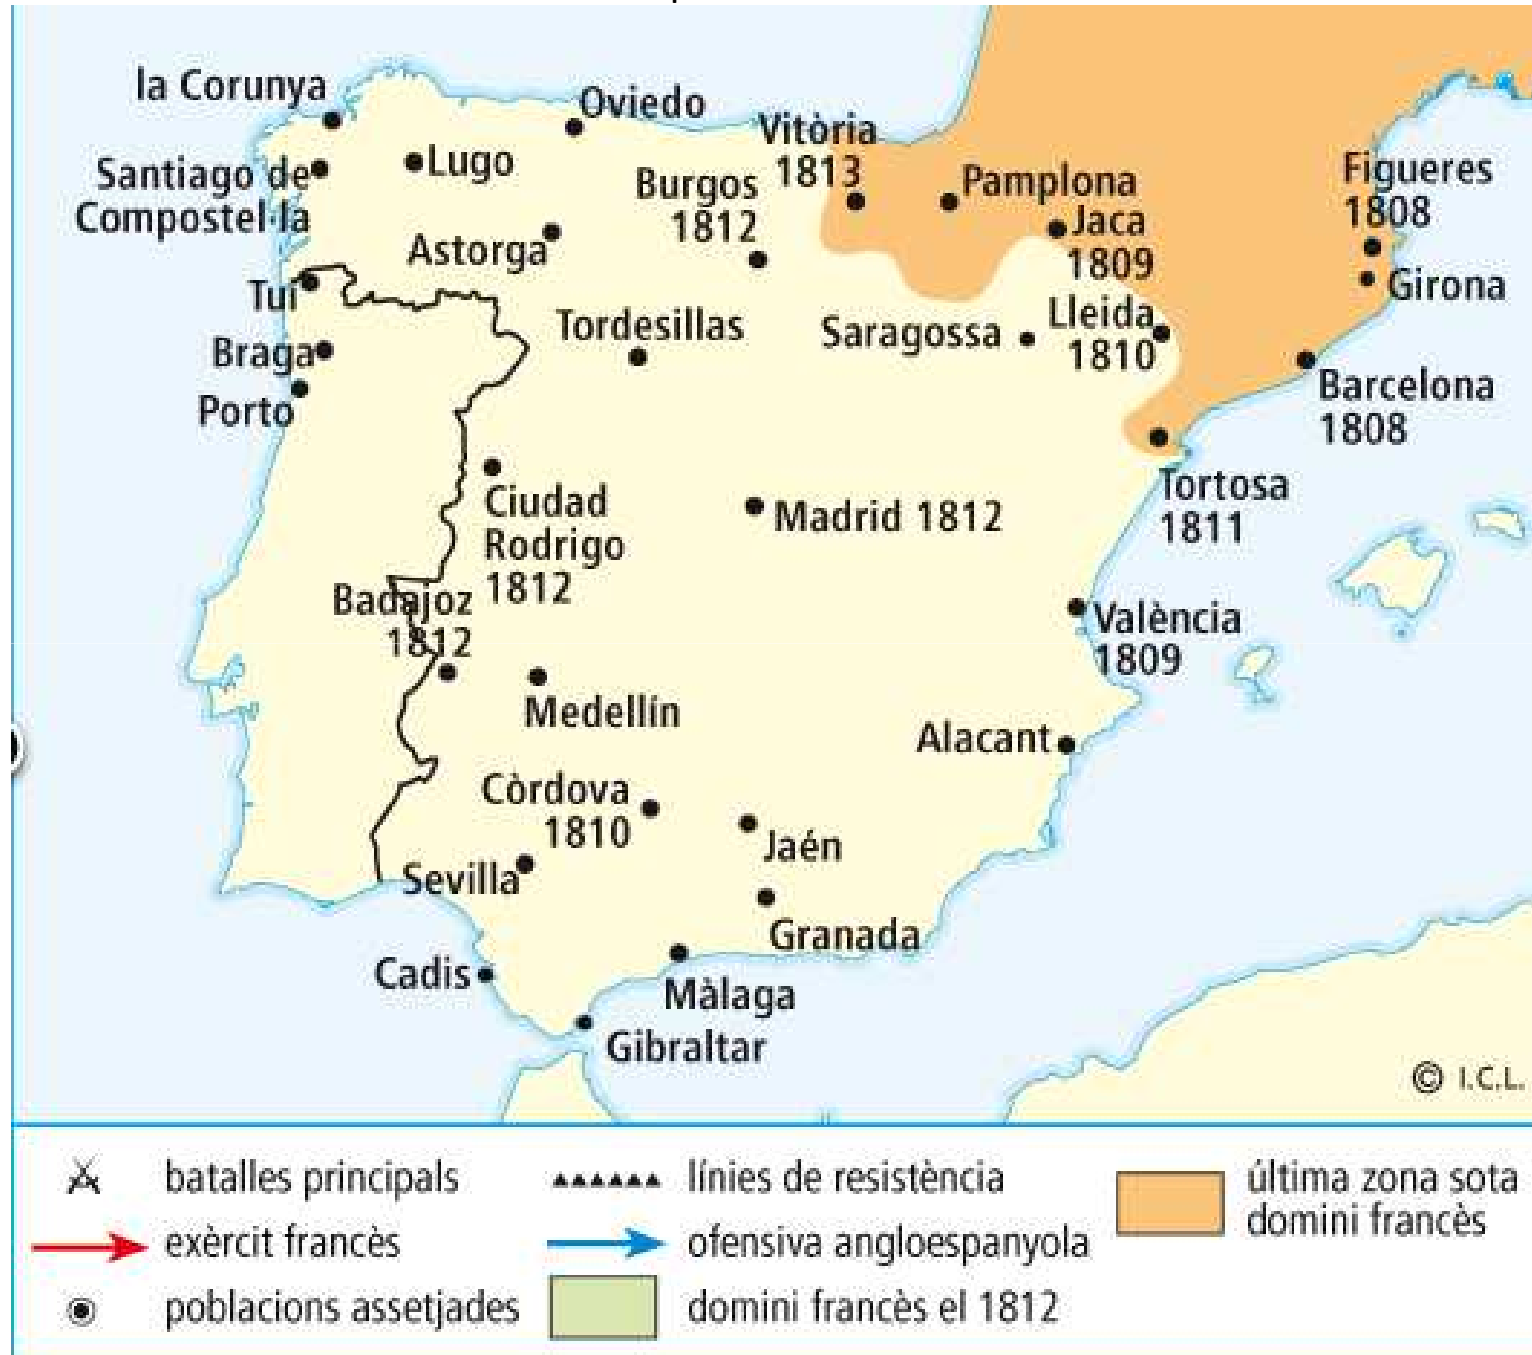 la Corunya
Oviedo
Vitòria
1813
Santiago de
Compostel·la
Lugo
Burgos
1812
Pamplona
Figueres
1808
Jaca
1809
Astorga
Tui
Girona
Tordesillas
Saragossa
Lleida
1810
Braga
Porto
Barcelona
1808
Ciudad
Rodrigo
1812
Madrid 1812
Tortosa
1811
Badajoz
1812
València
1809
Medellín
Alacant
Còrdova
1810
Jaén
Sevilla
Granada
Cadis
Màlaga
Gibraltar
© I.C.L.
batalles principals
exèrcit francès
poblacions assetjades
línies de resistència
ofensiva angloespanyola
domini francès el 1812
última zona sota
domini francès